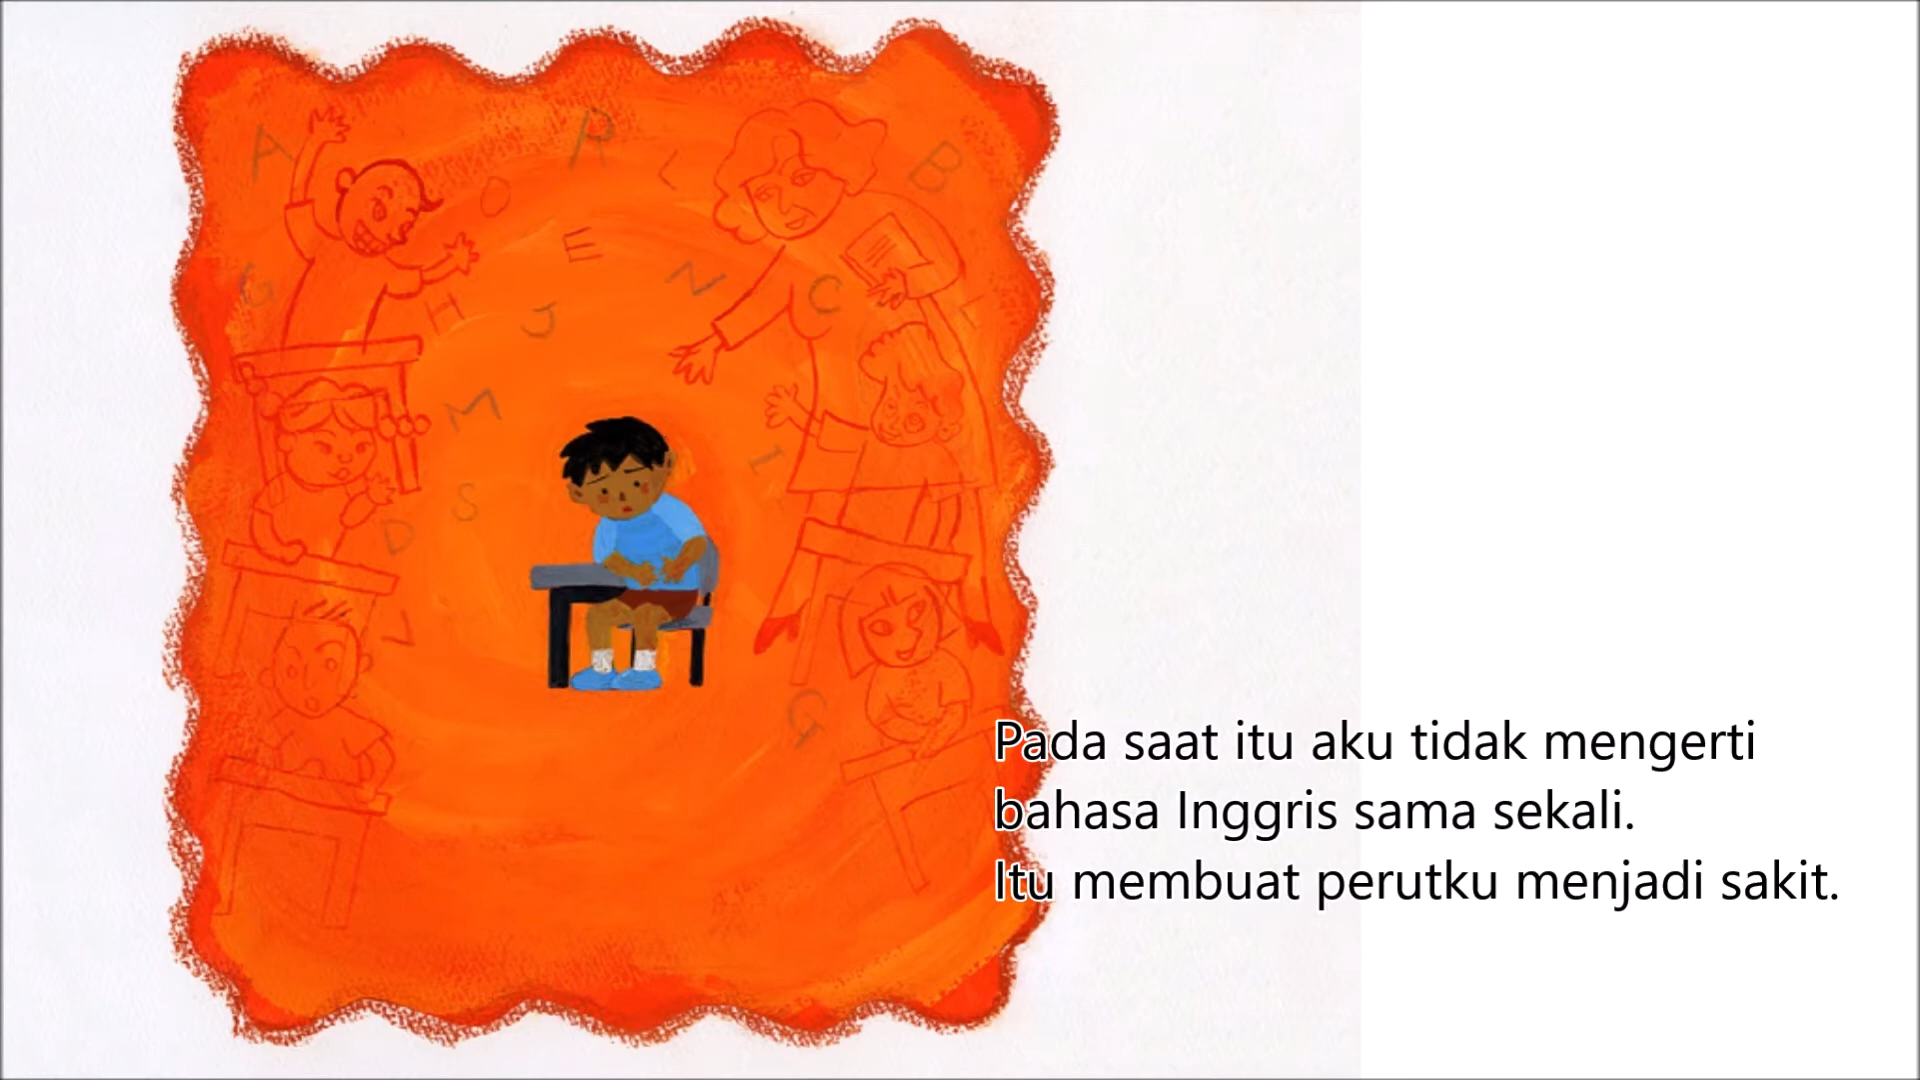 A
R
L
B
O
E
G
H
J
N
C
M
I
S
D
G
Pada saat itu aku tidak mengerti
bahasa Inggris sama sekali.
Itu membuat perutku menjadi sakit.